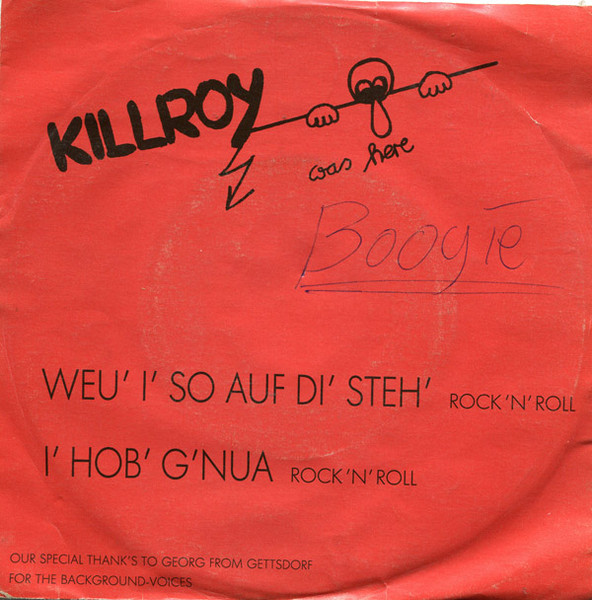 KILLROY
was here
Boogie
WEU' I' SO AUF DI' STEH' ROCK'N'ROLL
I' HOB' G'NUA ROCK'N'ROLL
OUR SPECIAL THANK'S TO GEORG FROM GETTSDORF
FOR THE BACKGROUND-VOICES